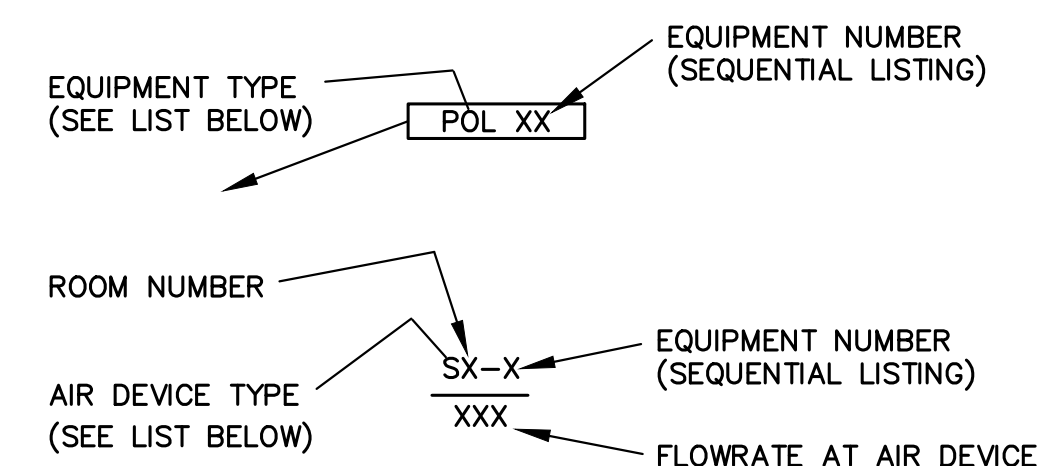 EQUIPMENT NUMBER
(SEQUENTIAL LISTING)
EQUIPMENT TYPE
(SEE LIST BELOW)
POL XX
ROOM NUMBER
EQUIPMENT NUMBER
(SEQUENTIAL LISTING)
SX-X
AIR DEVICE TYPE
(SEE LIST BELOW)
XXX
FLOWRATE AT AIR DEVICE